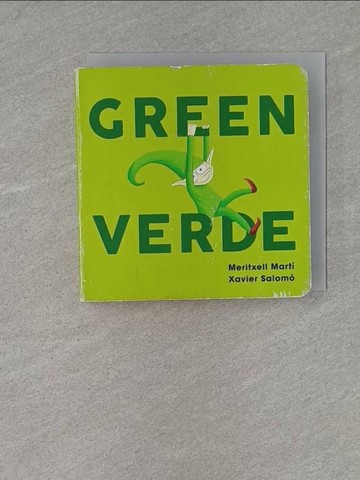 GREEN
VERDE
Meritxell Martí
Xavier Salomó